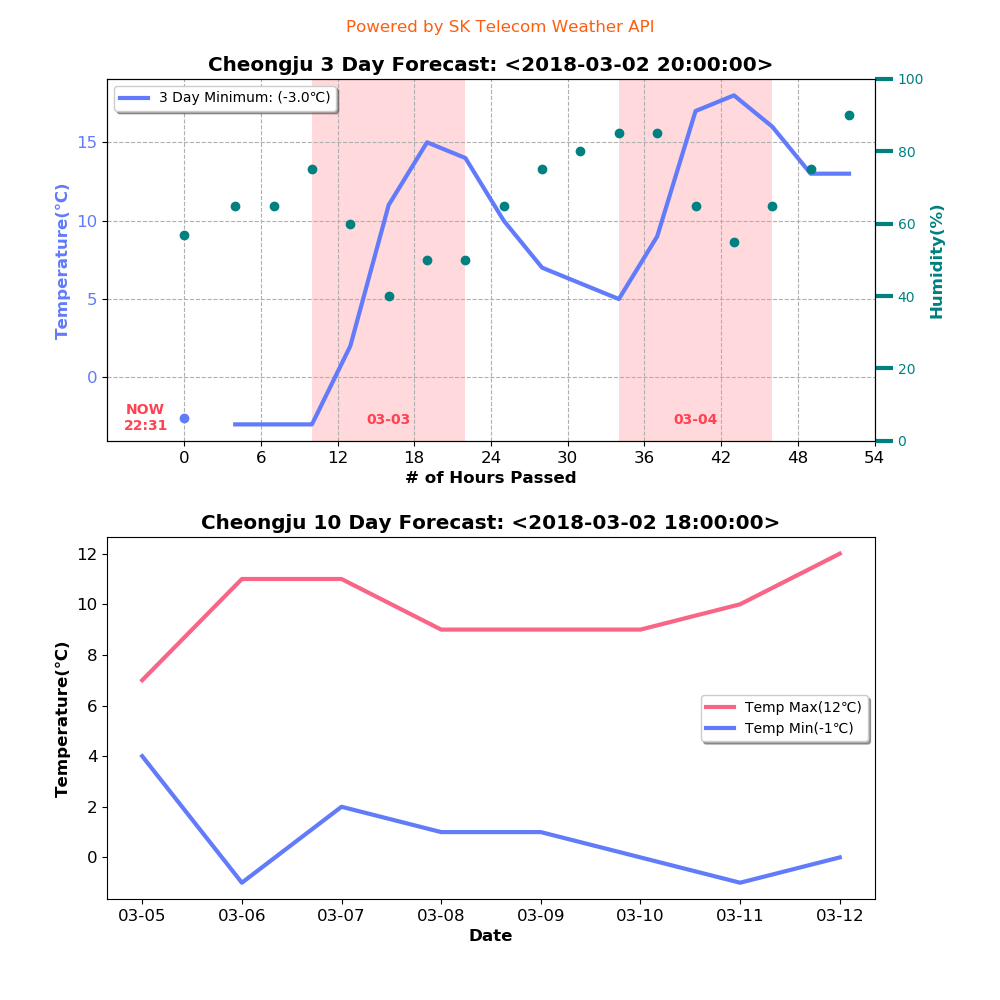 Powered by SK Telecom Weather API
Cheongju 3 Day Forecast: <2018-03-02 20:00:00>
3 Day Minimum: (-3.0℃)
Temperature(℃)
15
10
5
0
100
80
60
40
20
0
Humidity(%)
NOW
22:31
03-03
03-04
0 6 12 18 24 30 36 42 48 54
# of Hours Passed
Cheongju 10 Day Forecast: <2018-03-02 18:00:00>
Temperature(℃)
12
10
8
6
4
2
0
Temp Max(12℃)
Temp Min(-1℃)
03-05 03-06 03-07 03-08 03-09 03-10 03-11 03-12
Date